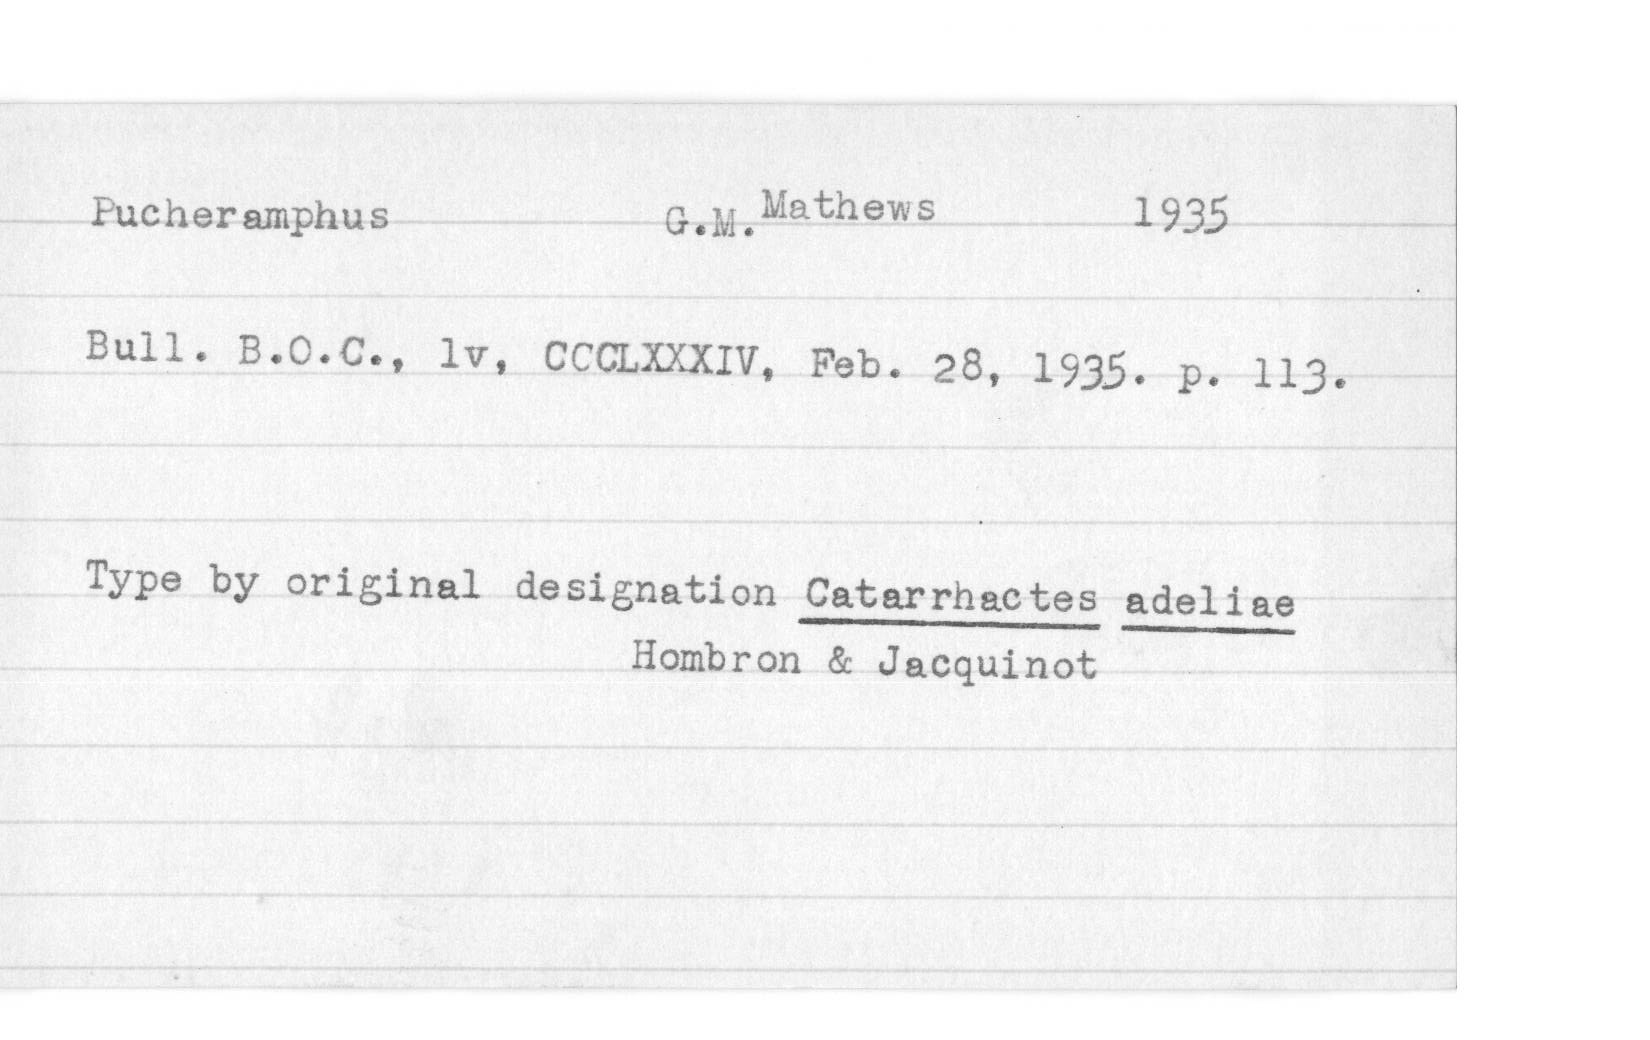 Pucheramphus G.M. Mathews 1935
Bull. B.O.C., lv, CCCLXXXIV, Feb. 28, 1935. p. 113.
Type by original designation Catarrhactes adeliae
Hombron & Jacquinot